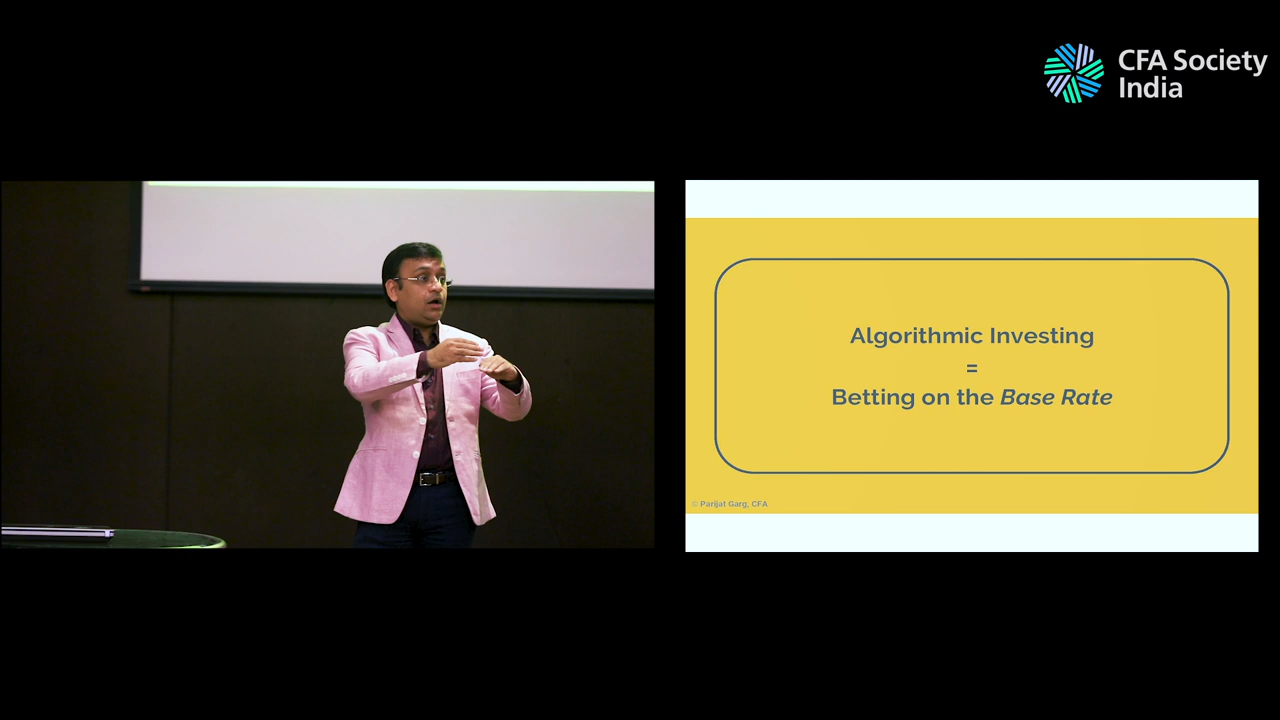 CFA Society
India
Algorithmic Investing
=
Betting on the Base Rate
© Parijat Garg, CFA